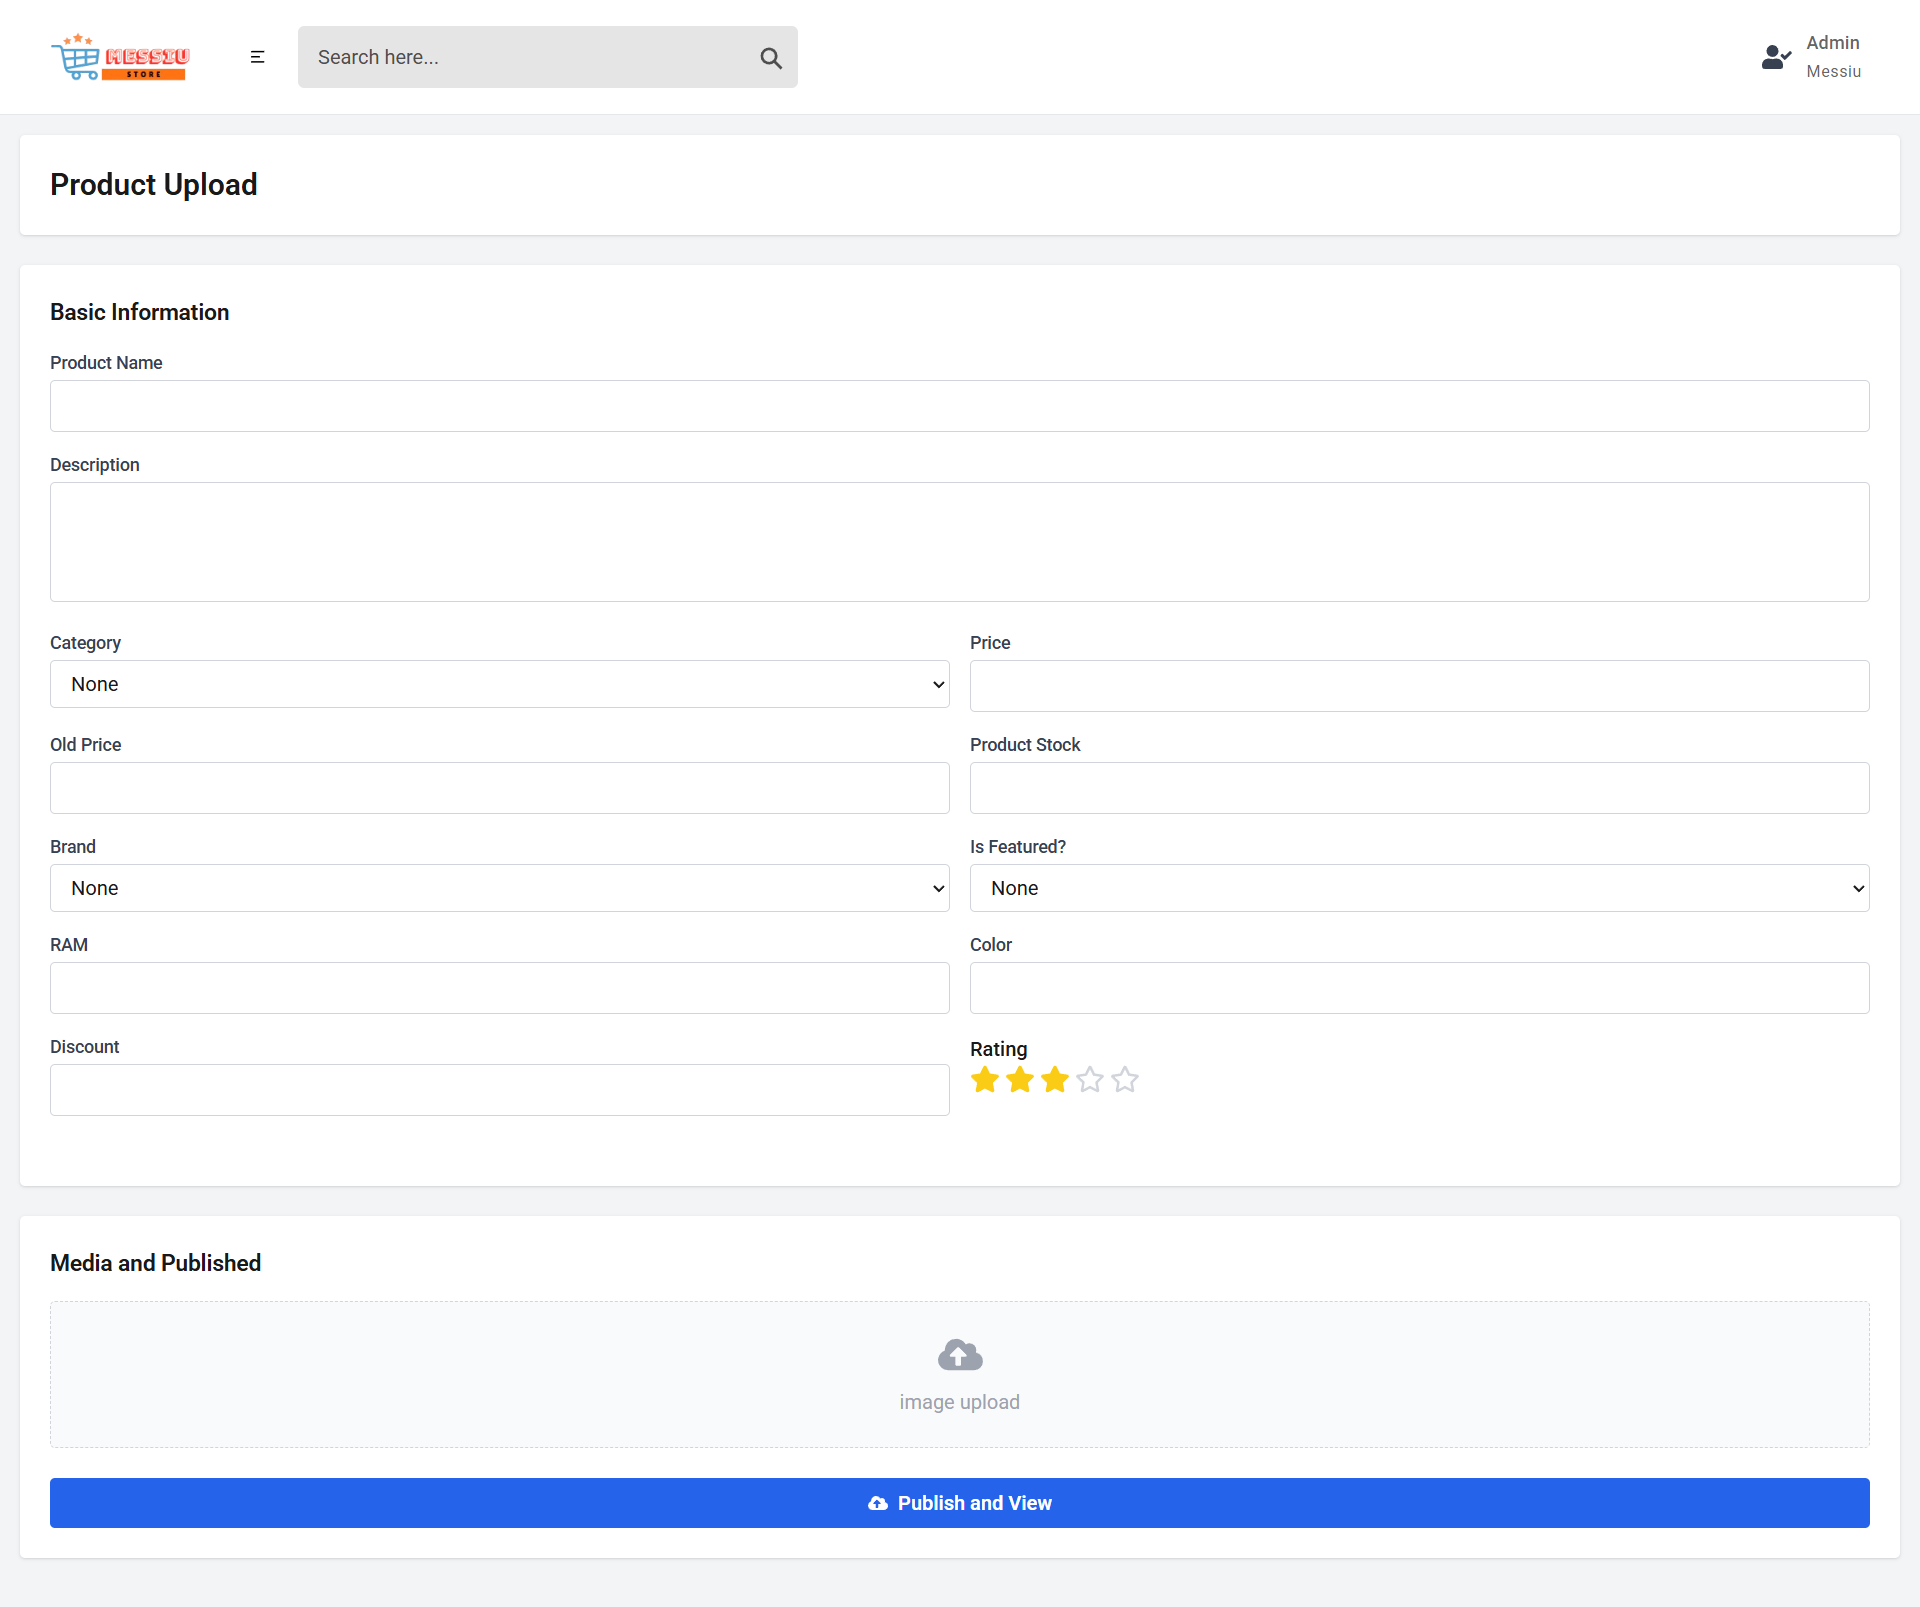 MESSIU
STORE
Search here...
Admin
Messiu
Product Upload
Basic Information
Product Name
Description
Category
Price
None
Old Price
Product Stock
Brand
Is Featured?
None
None
RAM
Color
Discount
Rating
Media and Published
image upload
Publish and View